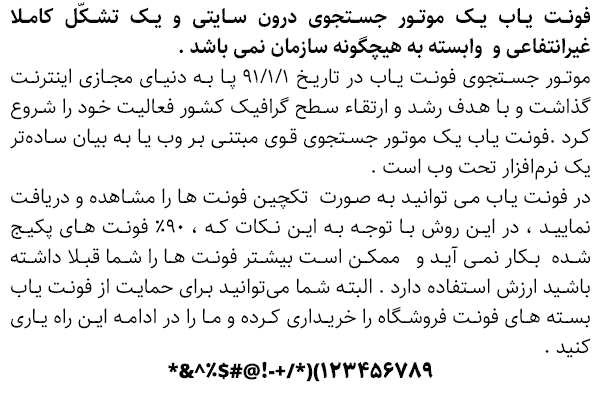 فونت یاب یک موتور جستجوی درون سایتی و یک تشکّل کاملا
غیرانتفاعی و وابسته به هیچگونه سازمان نمی باشد .
موتور جستجوی فونت یاب در تاریخ ۹۱/۱/۱ پا به دنیای مجازی اینترنت
گذاشت و با هدف رشد و ارتقاء سطح گرافیک کشور فعالیت خود را شروع
کرد .فونت یاب یک موتور جستجوی قوی مبتنی بر وب یا به بیان ساده‌تر
یک نرم‌افزار تحت وب است .
در فونت یاب می توانید به صورت تکچین فونت ها را مشاهده و دریافت
نمایید ، در این روش با توجه به این نکات که ، ۹۰٪ فونت های پکیج
شده بکار نمی آید و ممکن است بیشتر فونت ها را شما قبلا داشته
باشید ارزش استفاده دارد . البته شما می‌توانید برای حمایت از فونت یاب
بسته های فونت فروشگاه را خریداری کرده و ما را در ادامه این راه یاری
کنید .
*&^٪$#@!-+/*)(۱۲۳۴۵۶۷۸۹